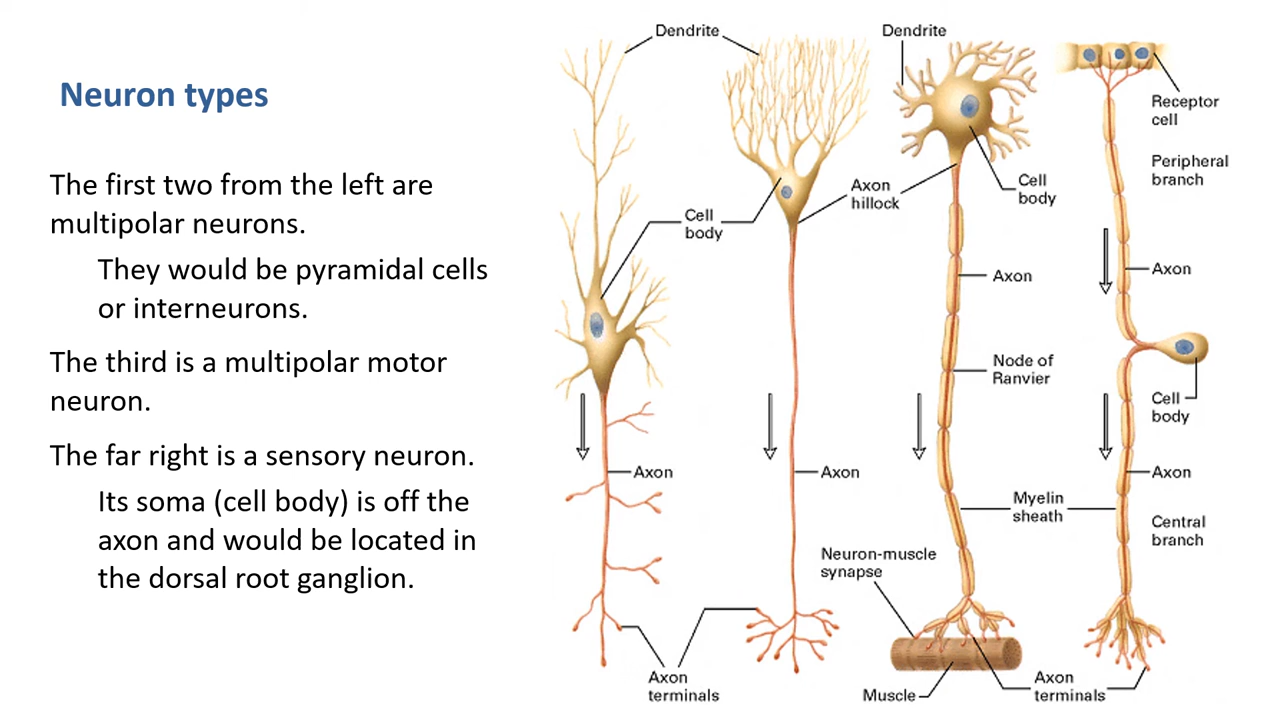 Neuron types
The first two from the left are
multipolar neurons.
They would be pyramidal cells
or interneurons.
The third is a multipolar motor
neuron.
The far right is a sensory neuron.
Its soma (cell body) is off the
axon and would be located in
the dorsal root ganglion.
Dendrite
Dendrite
Receptor
cell
Peripheral
branch
Cell
body
Axon
hillock
Cell
body
Axon
Axon
Node of
Ranvier
Cell
body
Axon
Axon
Axon
Myelin
sheath
Central
branch
Neuron-muscle
synapse
Axon
terminals
Muscle
Axon
terminals